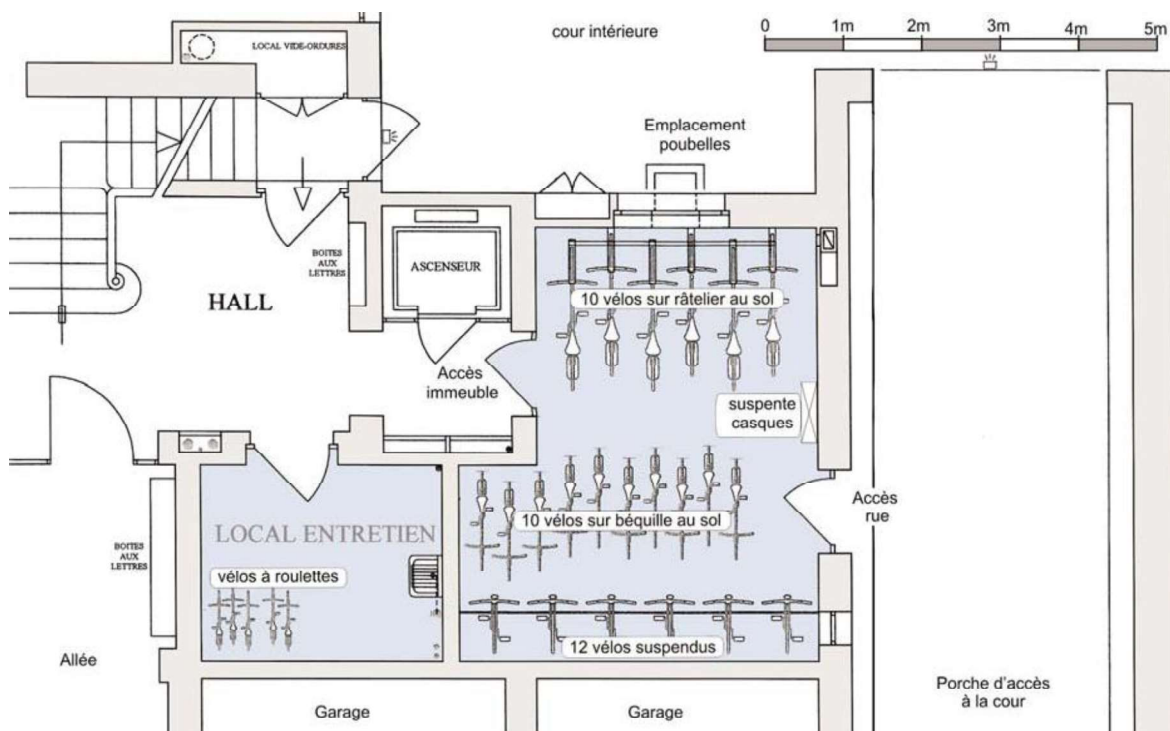 cour intérieure
0 1m 2m 3m 4m 5m
LOCAL VIDE-ORDURES
Emplacement
poubelles
BOITES
AUX
LETTRES
ASCENSEUR
HALL
10 vélos sur râtelier au sol
Accès
immeuble
suspente
casques
Accès
rue
10 vélos sur béquille au sol
LOCAL ENTRETIEN
BOITES
AUX
LETTRES
vélos à roulettes
12 vélos suspendus
Allée
Garage
Garage
Porche d'accès
à la cour